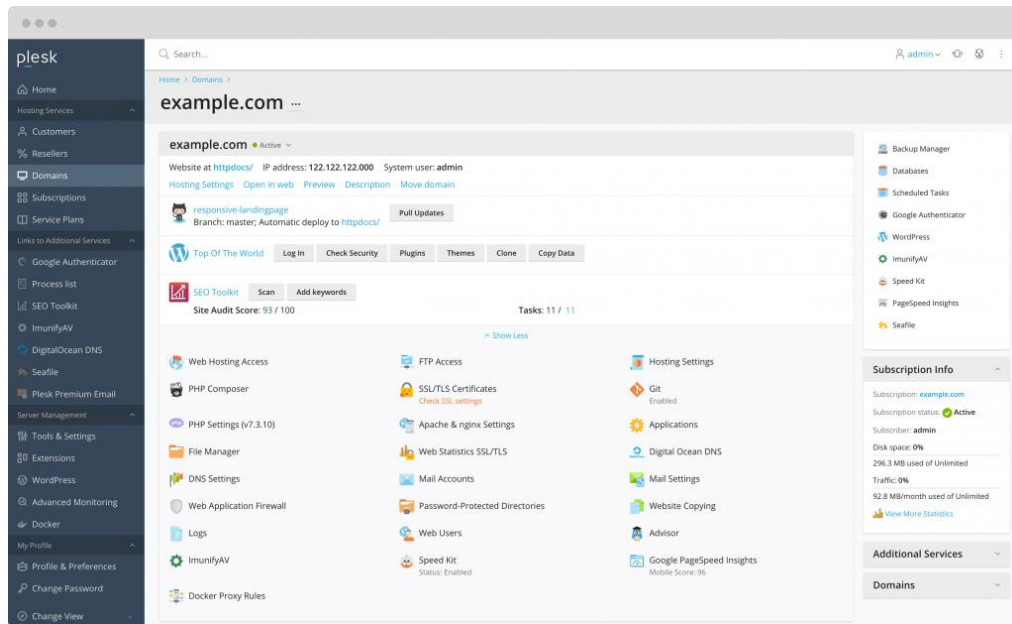 plesk
Search...
admin
Home
Hosting Services
Customers
Resellers
Domains
Subscriptions
Service Plans
Links to Additional Services
Google Authenticator
Process list
SEO Toolkit
ImunifyAV
DigitalOcean DNS
Seafile
Plesk Premium Email
Server Management
Tools & Settings
Extensions
WordPress
Advanced Monitoring
Docker
My Profile
Profile & Preferences
Change Password
Change View
Home > Domains >
example.com ...
example.com Active
Website at httpdocs/ IP address: 122.122.122.000 System user: admin
Hosting Settings Open in web Preview Description Move domain
responsive-landingpage
Branch: master; Automatic deploy to httpdocs/
Pull Updates
Top Of The World Log In Check Security Plugins Themes Clone Copy Data
SEO Toolkit Scan Add keywords
Site Audit Score: 93 / 100 Tasks: 11 / 11
Show Less
Web Hosting Access FTP Access Hosting Settings
PHP Composer SSL/TLS Certificates Git
Check SSL settings Enabled
PHP Settings (v7.3.10) Apache & nginx Settings Applications
File Manager Web Statistics SSL/TLS Digital Ocean DNS
DNS Settings Mail Accounts Mail Settings
Web Application Firewall Password-Protected Directories Website Copying
Logs Web Users Advisor
ImunifyAV Speed Kit Google PageSpeed Insights
Status: Enabled Mobile Score: 96
Docker Proxy Rules
Backup Manager
Databases
Scheduled Tasks
Google Authenticator
WordPress
ImunifyAV
Speed Kit
PageSpeed Insights
Seafile
Subscription Info
Subscription: example.com
Subscription status: Active
Subscriber: admin
Disk space: 0%
296.3 MB used of Unlimited
Traffic: 0%
92.8 MB/month used of Unlimited
View More Statistics
Additional Services
Domains